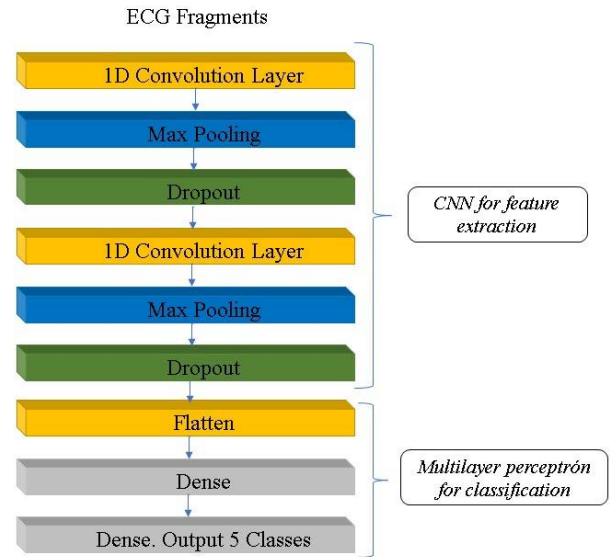 ECG Fragments
1D Convolution Layer
Max Pooling
Dropout
1D Convolution Layer
Max Pooling
Dropout
CNN for feature
extraction
Flatten
Dense
Dense. Output 5 Classes
Multilayer perceptrón
for classification